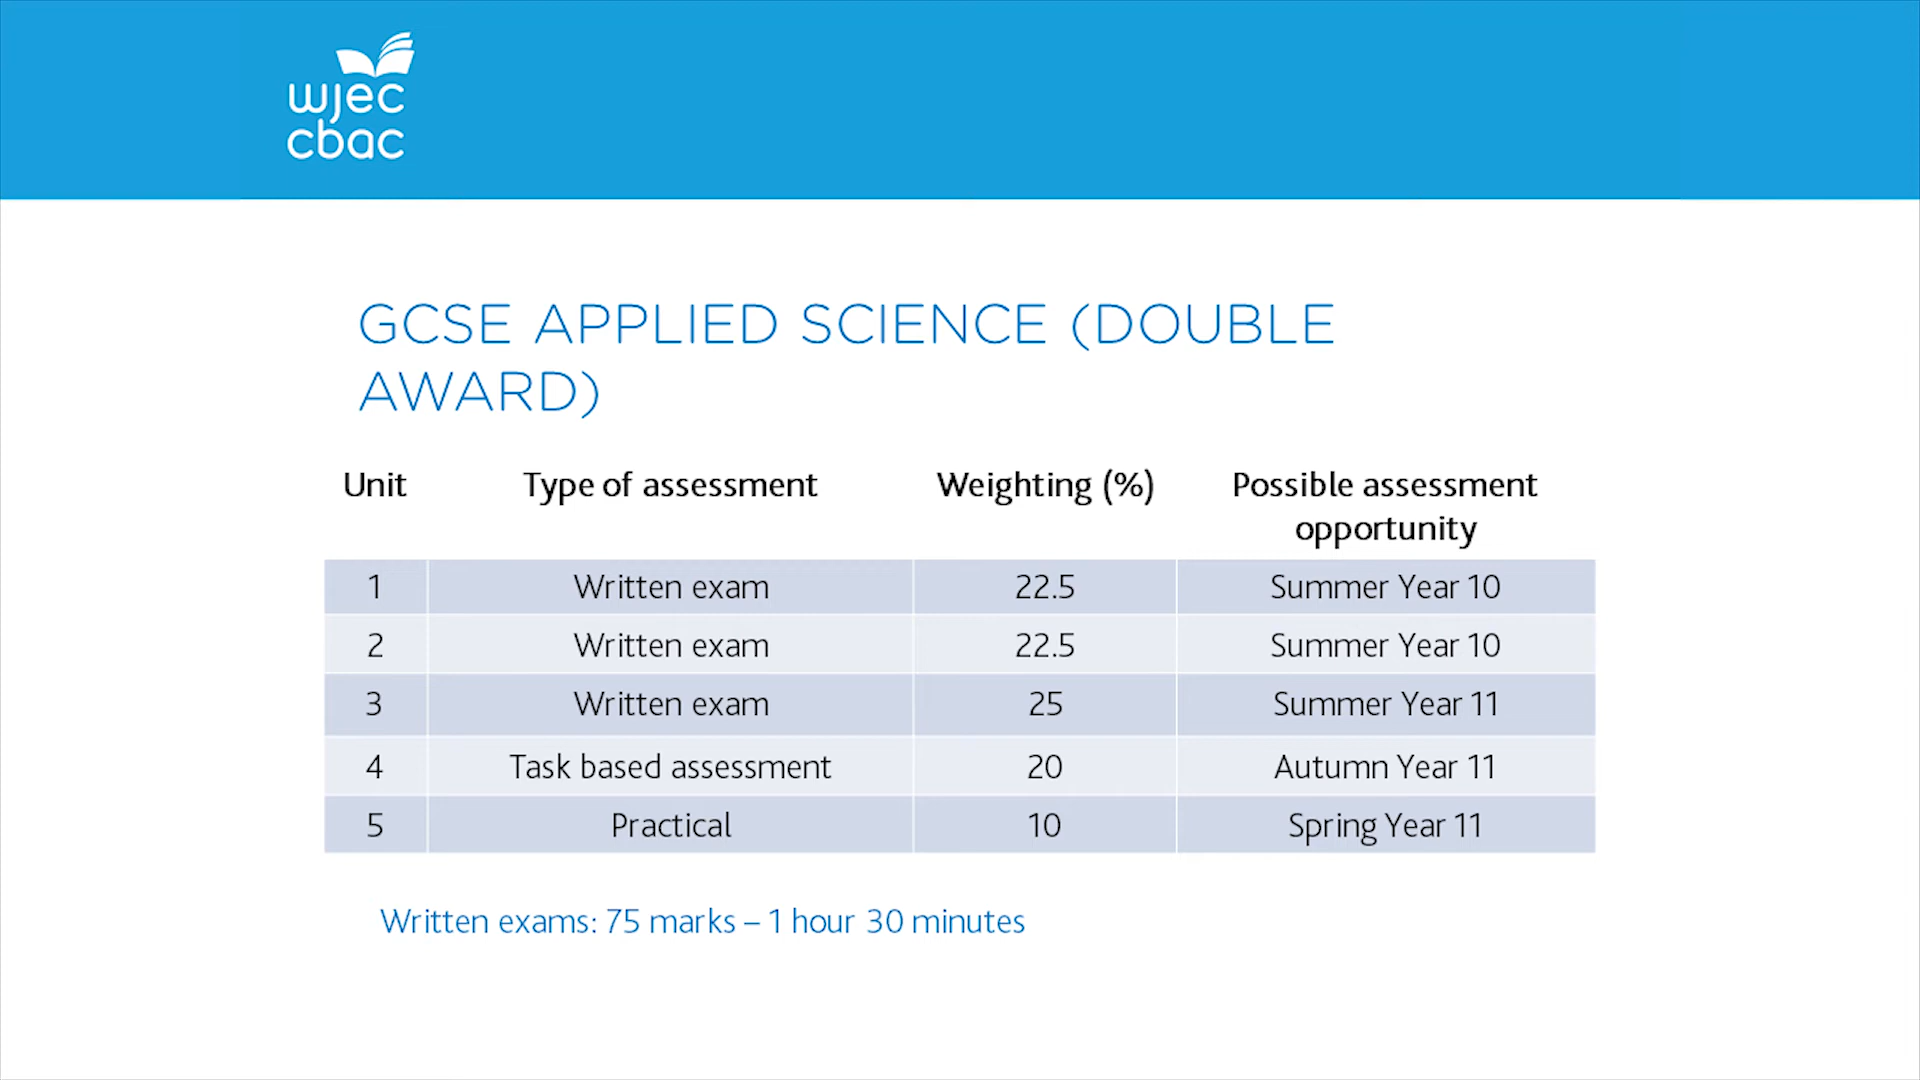 wjec
cbac
GCSE APPLIED SCIENCE (DOUBLE
AWARD)
Unit Type of assessment Weighting (%) Possible assessment
opportunity
1 Written exam 22.5 Summer Year 10
2 Written exam 22.5 Summer Year 10
3 Written exam 25 Summer Year 11
4 Task based assessment 20 Autumn Year 11
5 Practical 10 Spring Year 11
Written exams: 75 marks – 1 hour 30 minutes